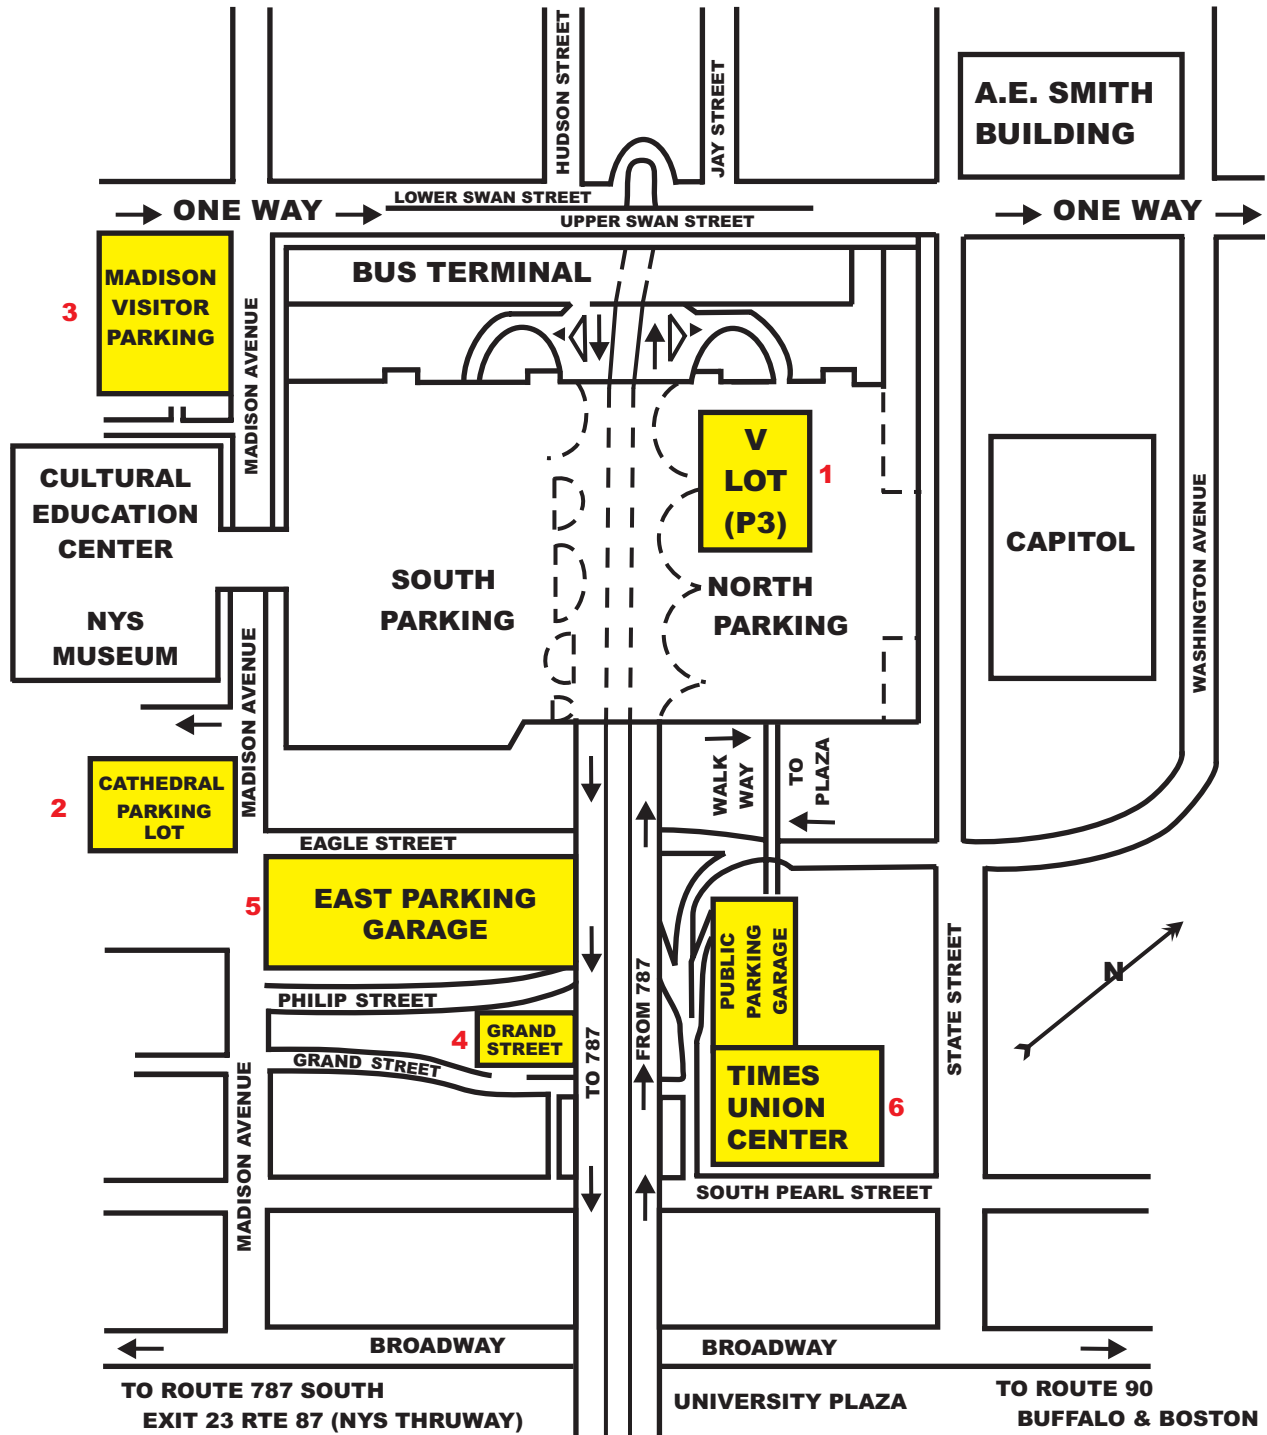 HUDSON STREET
JAY STREET
A.E. SMITH
BUILDING
LOWER SWAN STREET
ONE WAY
UPPER SWAN STREET
ONE WAY
BUS TERMINAL
3
MADISON
VISITOR
PARKING
MADISON AVENUE
V
LOT
(P3)
1
CULTURAL
EDUCATION
CENTER
NYS
MUSEUM
SOUTH
PARKING
NORTH
PARKING
CAPITOL
WASHINGTON AVENUE
MADISON AVENUE
2
CATHEDRAL
PARKING
LOT
WALK
WAY
TO
PLAZA
EAGLE STREET
5
EAST PARKING
GARAGE
PUBLIC
PARKING
GARAGE
STATE STREET
N
PHILIP STREET
4
GRAND
STREET
GRAND STREET
TO 787
FROM 787
TIMES
UNION
CENTER
6
MADISON AVENUE
SOUTH PEARL STREET
BROADWAY
BROADWAY
TO ROUTE 787 SOUTH
EXIT 23 RTE 87 (NYS THRUWAY)
UNIVERSITY PLAZA
TO ROUTE 90
BUFFALO & BOSTON